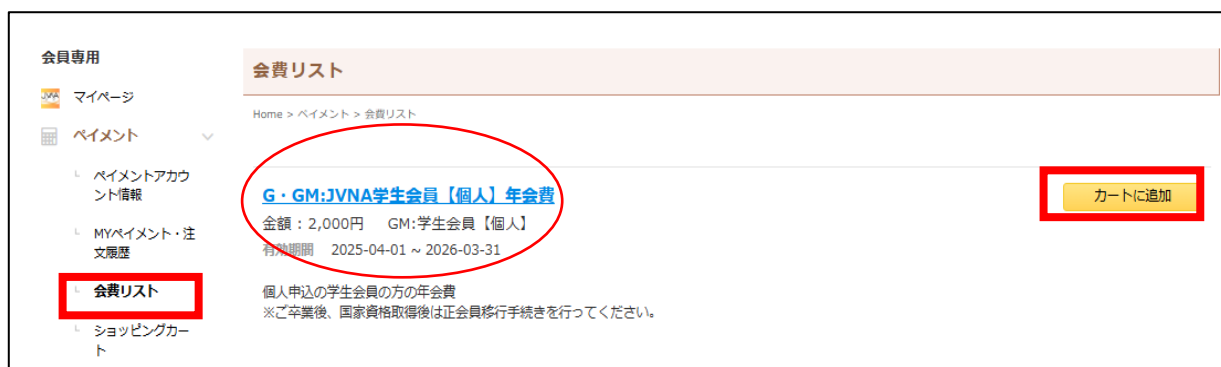 会員専用
JVNA マイページ
ペイメント
ペイメントアカウ
ント情報
MYペイメント・注
文履歴
会費リスト
ショッピングカー
ト
会費リスト
Home > ペイメント > 会費リスト
G・GM:JVNA学生会員【個人】年会費
金額：2,000円 GM:学生会員【個人】
有効期間 2025-04-01 ~ 2026-03-31
カートに追加
個人申込の学生会員の方の年会費
※ご卒業後、国家資格取得後は正会員移行手続きを行ってください。